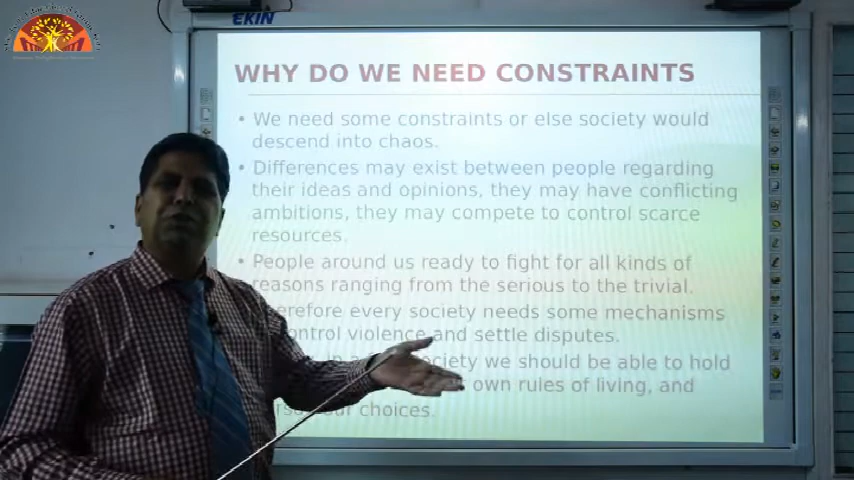 EKIN
WHY DO WE NEED CONSTRAINTS
• We need some constraints or else society would
descend into chaos.
• Differences may exist between people regarding
their ideas and opinions, they may have conflicting
ambitions, they may compete to control scarce
resources.
• People around us ready to fight for all kinds of
reasons ranging from the serious to the trivial.
Therefore every society needs some mechanisms
control violence and settle disputes.
society we should be able to hold
own rules of living, and
our choices.